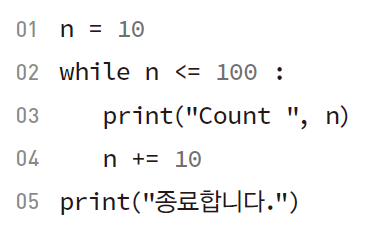 01 n = 10
02 while n <= 100 :
03    print("Count ", n)
04    n += 10
05 print("종료합니다.")